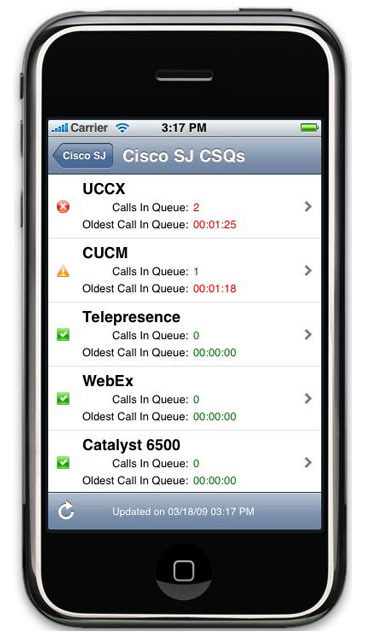 Carrier 3:17 PM
Cisco SJ Cisco SJ CSQs
UCCX
Calls In Queue: 2
Oldest Call In Queue: 00:01:25
CUCM
Calls In Queue: 1
Oldest Call In Queue: 00:01:18
Telepresence
Calls In Queue: 0
Oldest Call In Queue: 00:00:00
WebEx
Calls In Queue: 0
Oldest Call In Queue: 00:00:00
Catalyst 6500
Calls In Queue: 0
Oldest Call In Queue: 00:00:00
Updated on 03/18/09 03:17 PM